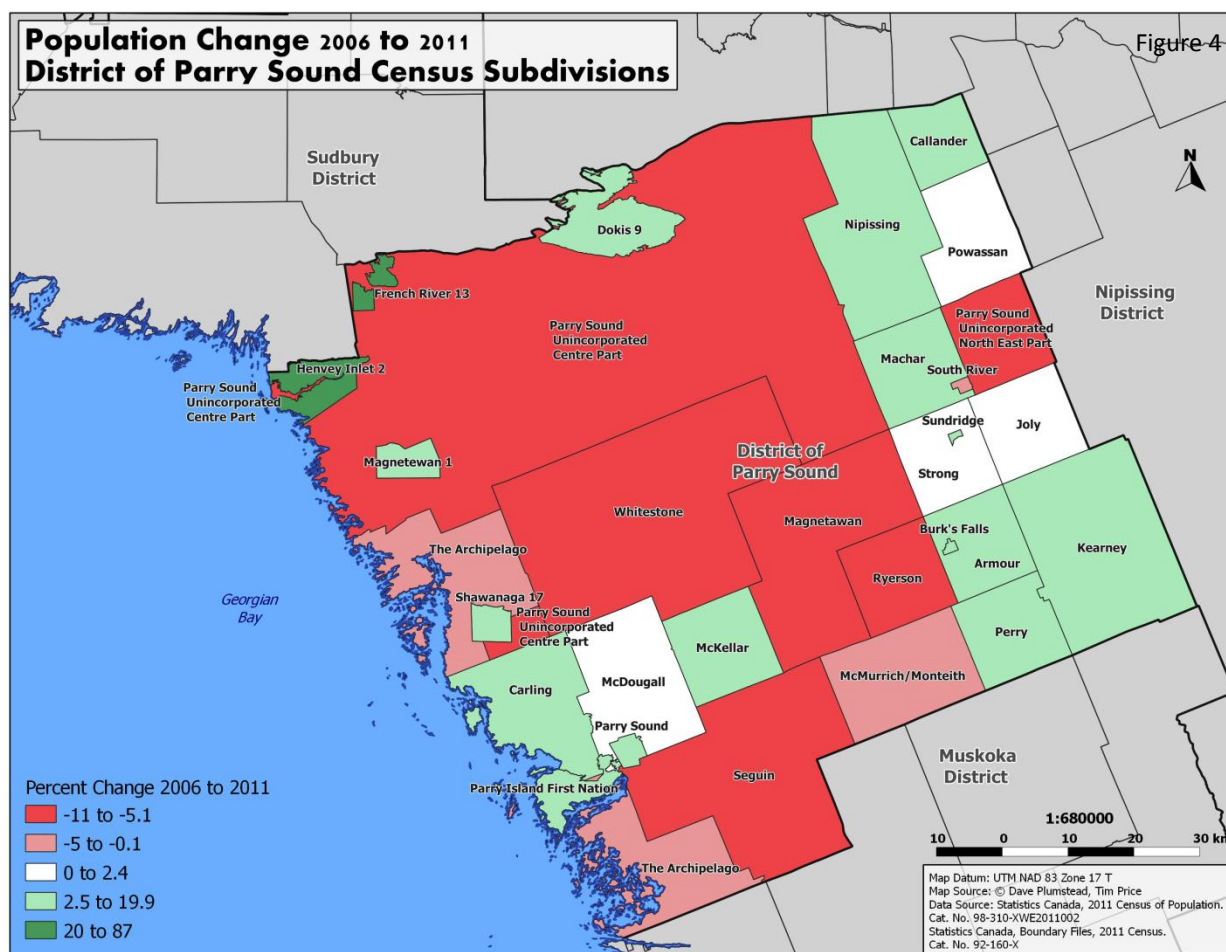 Population Change 2006 to 2011
District of Parry Sound Census Subdivisions
Figure 4
Sudbury
District
N
Callander
Dokis 9
Nipissing
Powassan
French River 13
Nipissing
District
Parry Sound
Unincorporated
North East Part
Parry Sound
Unincorporated
Centre Part
Machar
South River
Henvey Inlet 2
Parry Sound
Unincorporated
Centre Part
Sundridge
Joly
District of
Parry Sound
Magnetewan 1
Strong
Whitestone
Magnetawan
Burk's Falls
Kearney
The Archipelago
Armour
Ryerson
Georgian
Bay
Shawanaga 17
Parry Sound
Unincorporated
Centre Part
Perry
McKellar
McMurrich/Monteith
Carling
McDougall
Parry Sound
Muskoka
District
Seguin
Parry Island First Nation
The Archipelago
Percent Change 2006 to 2011
-11 to -5.1
-5 to -0.1
0 to 2.4
2.5 to 19.9
20 to 87
1:680000
10 0 10 20 30 km
Map Datum: UTM NAD 83 Zone 17 T
Map Source: © Dave Plumstead, Tim Price
Data Source: Statistics Canada, 2011 Census of Population.
Cat. No. 98-310-XWE2011002
Statistics Canada, Boundary Files, 2011 Census.
Cat. No. 92-160-X